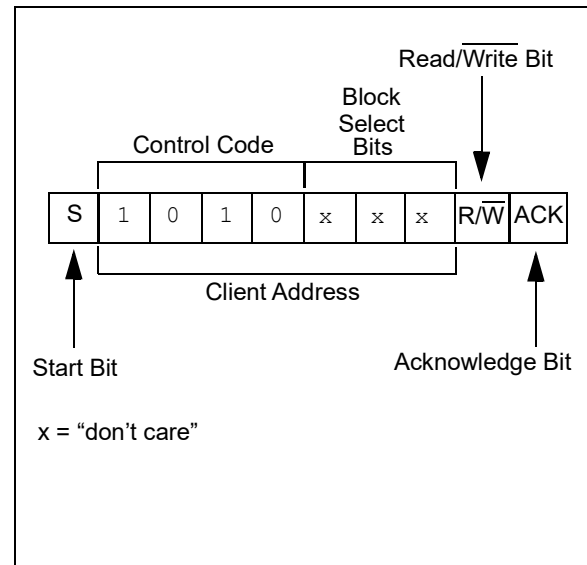 Read/Write Bit
Block
Select
Bits
Control Code
S 1 0 1 0 x x x R/W ACK
Client Address
Start Bit
Acknowledge Bit
x = “don’t care”